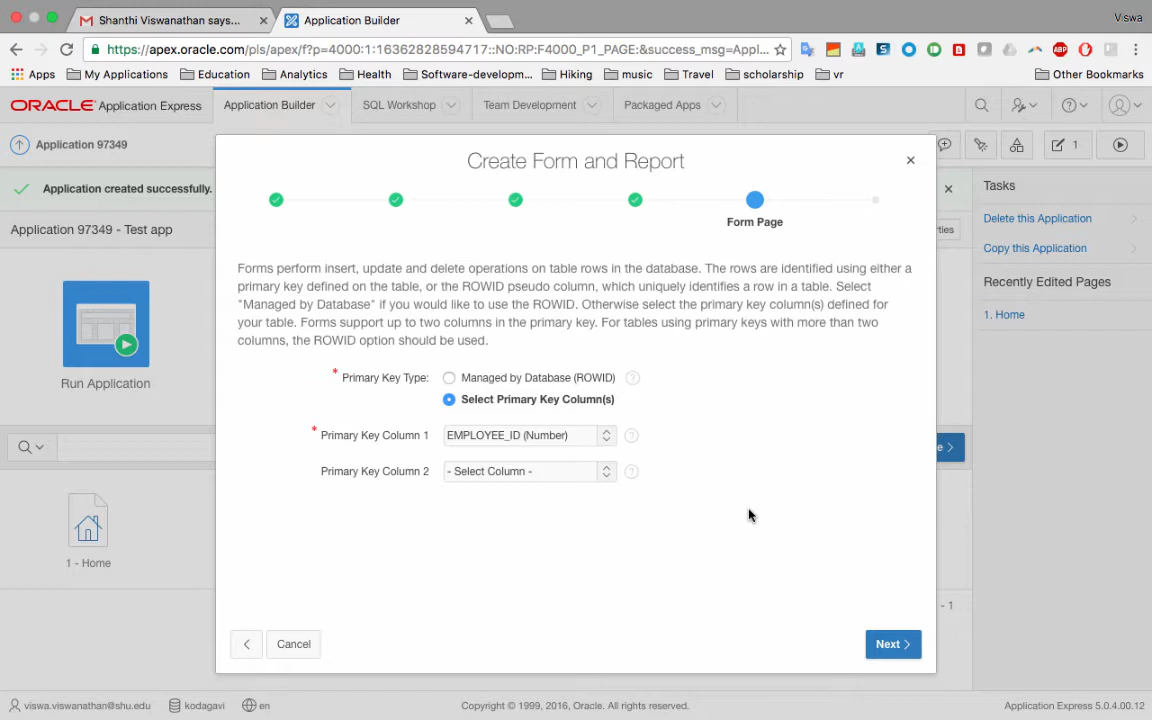 Shanthi Viswanathan says...
Application Builder
Viswa
https://apex.oracle.com/pls/apex/f?p=4000:1:16362828594717::NO:RP:F4000_P1_PAGE:&success_msg=Appl...
Apps
My Applications
Education
Analytics
Health
Software-developm...
Hiking
music
Travel
scholarship
vr
Other Bookmarks
ORACLE Application Express
Application Builder
SQL Workshop
Team Development
Packaged Apps
Application 97349
1
Create Form and Report
Application created successfully.
Tasks
Form Page
Delete this Application
Application 97349 - Test app
rties
Copy this Application
Recently Edited Pages
1. Home
Forms perform insert, update and delete operations on table rows in the database. The rows are identified using either a
primary key defined on the table, or the ROWID pseudo column, which uniquely identifies a row in a table. Select
"Managed by Database" if you would like to use the ROWID. Otherwise select the primary key column(s) defined for
your table. Forms support up to two columns in the primary key. For tables using primary keys with more than two
columns, the ROWID option should be used.
Run Application
* Primary Key Type:
Managed by Database (ROWID)
Select Primary Key Column(s)
* Primary Key Column 1
EMPLOYEE_ID (Number)
Primary Key Column 2
- Select Column -
e >
1 - Home
- 1
Cancel
Next >
viswa.viswanathan@shu.edu
kodagavi
en
Copyright © 1999, 2016, Oracle. All rights reserved.
Application Express 5.0.4.00.12